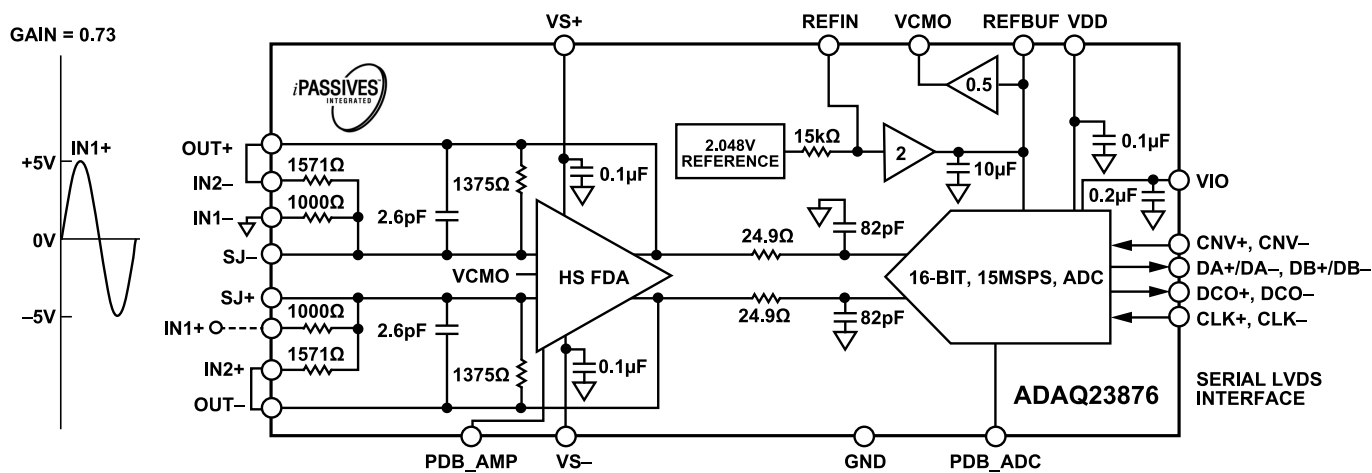 GAIN = 0.73
VS+
REFIN
VCMO
REFBUF
VDD
iPASSIVES™
INTEGRATED
0.5
IN1+
+5V
0V
–5V
OUT+
1571Ω
IN2–
1000Ω
IN1–
SJ–
2.6pF
1375Ω
0.1µF
2.048V
REFERENCE
15kΩ
2
10µF
0.1µF
0.2µF
VIO
VCMO
HS FDA
24.9Ω
82pF
16-BIT, 15MSPS, ADC
CNV+, CNV–
DA+/DA–, DB+/DB–
DCO+, DCO–
CLK+, CLK–
SJ+
1000Ω
IN1+
1571Ω
IN2+
OUT–
2.6pF
1375Ω
0.1µF
24.9Ω
82pF
ADAQ23876
SERIAL LVDS
INTERFACE
PDB_AMP
VS–
GND
PDB_ADC